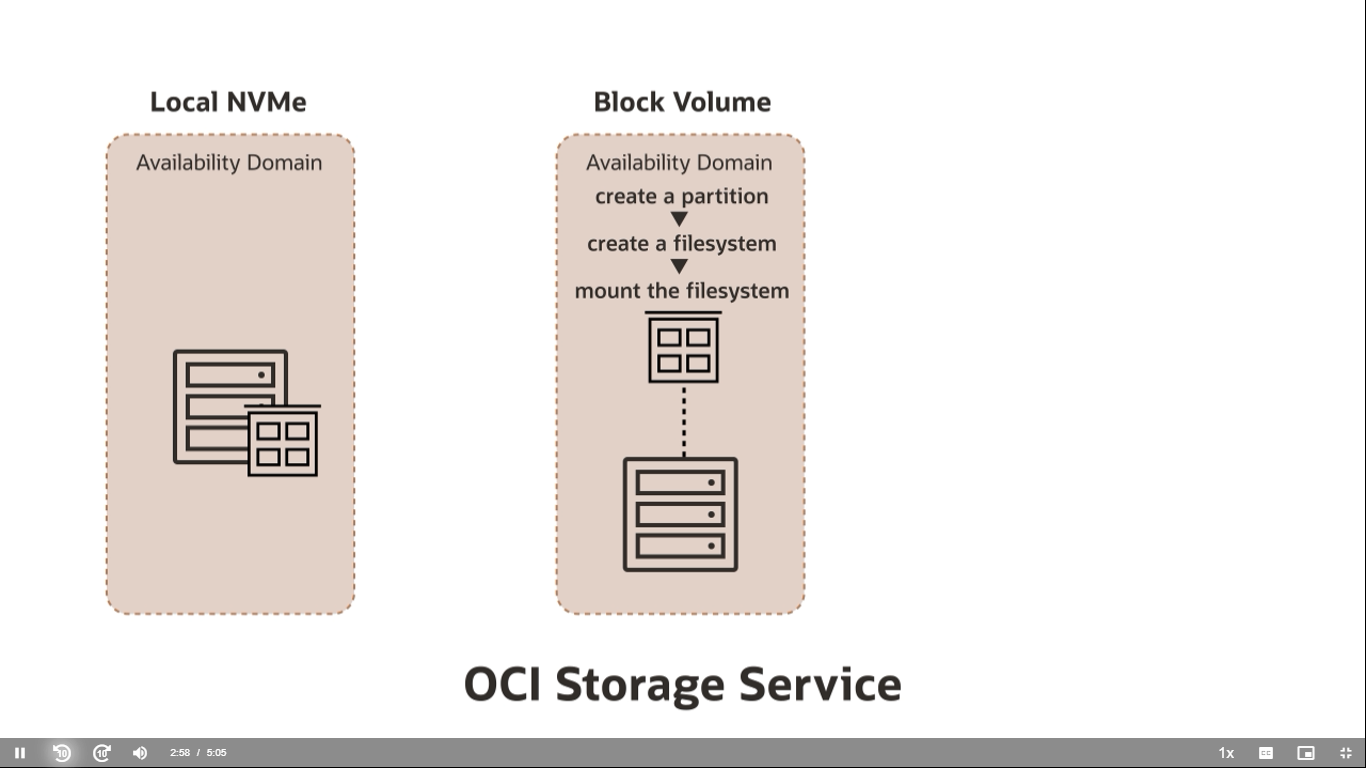 Local NVMe
Availability Domain
Block Volume
Availability Domain
create a partition
create a filesystem
mount the filesystem
OCI Storage Service
10
10
2:58 / 5:05
1x
CC